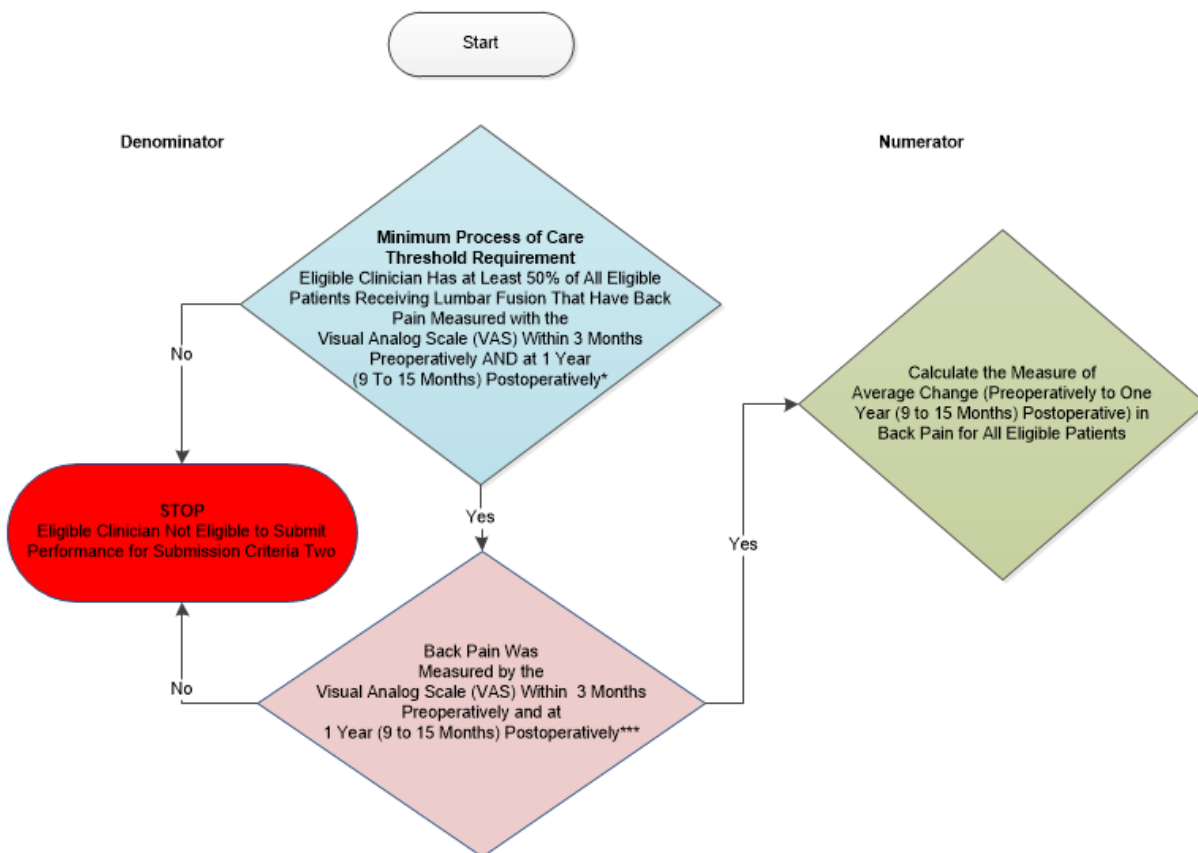 Start
Denominator
Numerator
Minimum Process of Care
Threshold Requirement
Eligible Clinician Has at Least 50% of All Eligible
Patients Receiving Lumbar Fusion That Have Back
Pain Measured with the
Visual Analog Scale (VAS) Within 3 Months
Preoperatively AND at 1 Year
(9 To 15 Months) Postoperatively*
No
Calculate the Measure of
Average Change (Preoperatively to One
Year (9 to 15 Months) Postoperative) in
Back Pain for All Eligible Patients
STOP
Eligible Clinician Not Eligible to Submit
Performance for Submission Criteria Two
Yes
Yes
Back Pain Was
Measured by the
Visual Analog Scale (VAS) Within 3 Months
Preoperatively and at
1 Year (9 to 15 Months) Postoperatively***
No